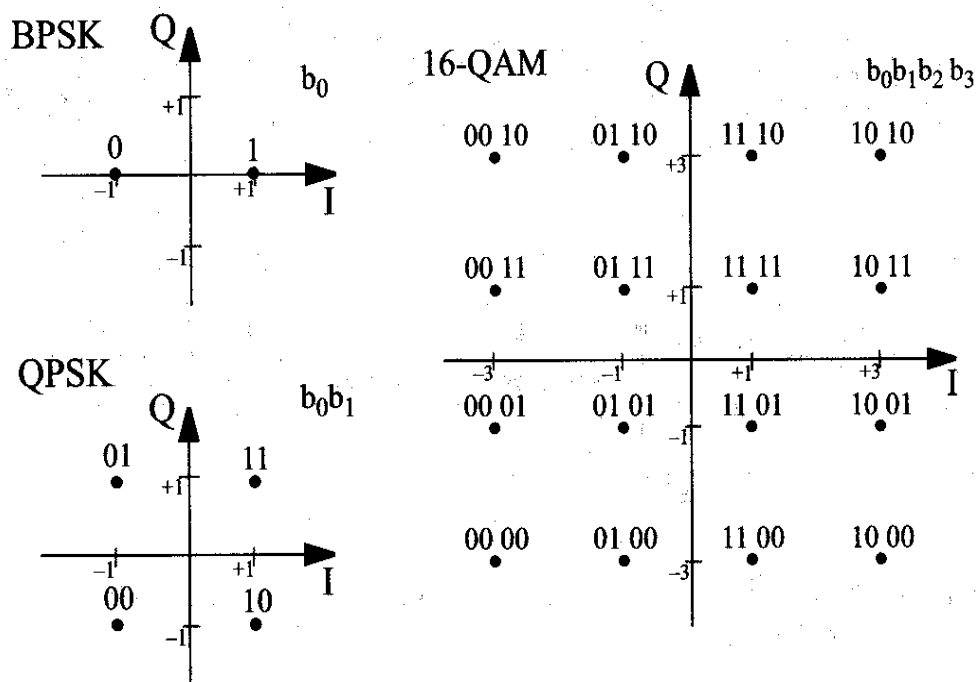 BPSK
Q
b0
+1
0 1
−1 +1
I
−1
QPSK
Q
b0b1
01 11
+1
−1 +1
I
00 10
−1
16-QAM
Q
b0b1b2 b3
00 10 01 10 11 10 10 10
+3
00 11 01 11 11 11 10 11
+1
−3 −1 +1 +3
I
00 01 01 01 11 01 10 01
−1
00 00 01 00 11 00 10 00
−3